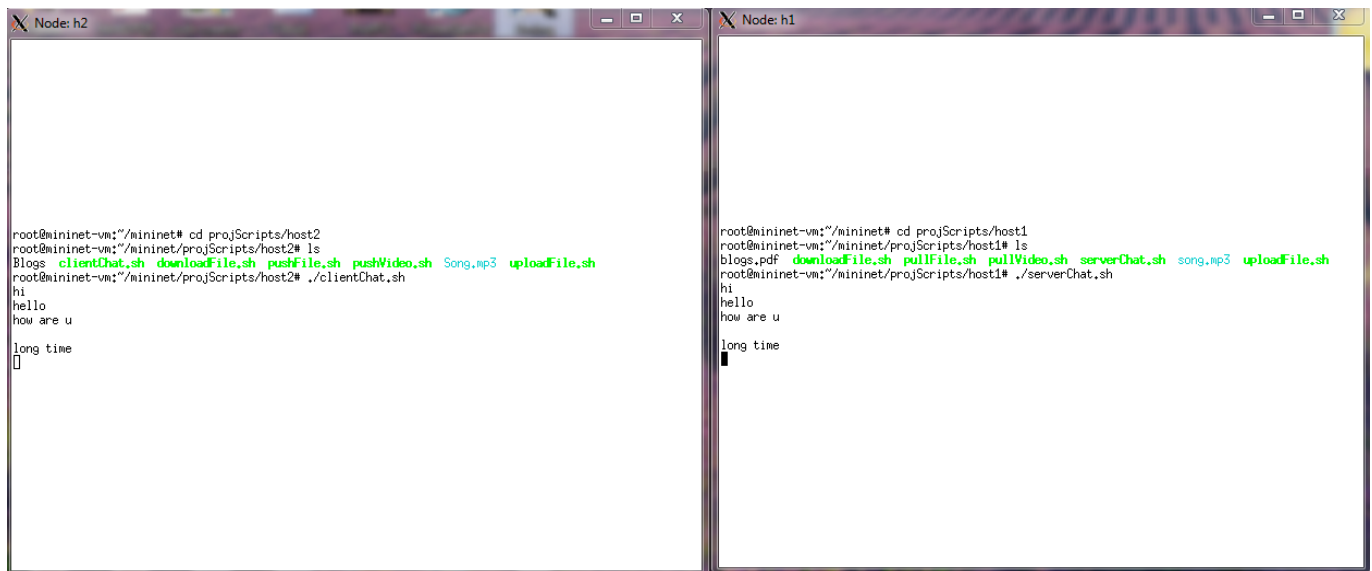 Node: h2
root@mininet-vm:~/mininet# cd projScripts/host2
root@mininet-vm:~/mininet/projScripts/host2# ls
Blogs clientChat.sh downloadFile.sh pushFile.sh pushVideo.sh Song.mp3 uploadFile.sh
root@mininet-vm:~/mininet/projScripts/host2# ./clientChat.sh
hi
hello
how are u
long time
Node: h1
root@mininet-vm:~/mininet# cd projScripts/host1
root@mininet-vm:~/mininet/projScripts/host1# ls
blogs.pdf downloadFile.sh pullFile.sh pullVideo.sh serverChat.sh song.mp3 uploadFile.sh
root@mininet-vm:~/mininet/projScripts/host1# ./serverChat.sh
hi
hello
how are u
long time